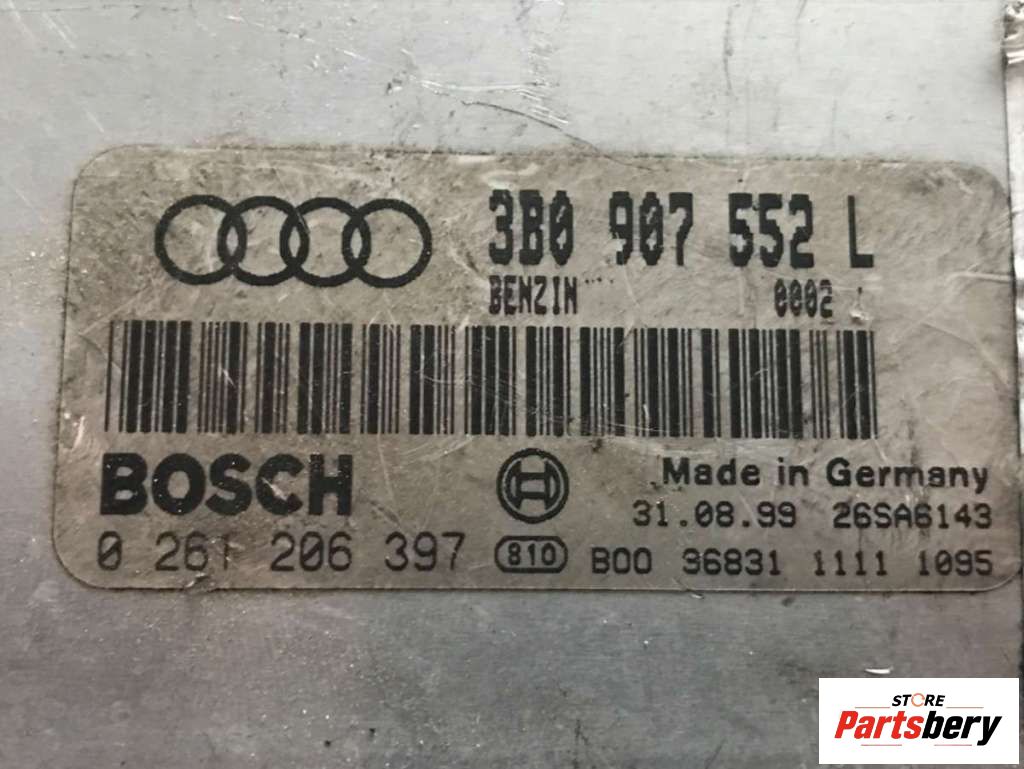 3B0 907 552 L
BENZIN 0002
BOSCH
Made in Germany
31.08.99 26SA6143
0 261 206 397
810 B00 96831 1111 1095
STORE
Partsbery